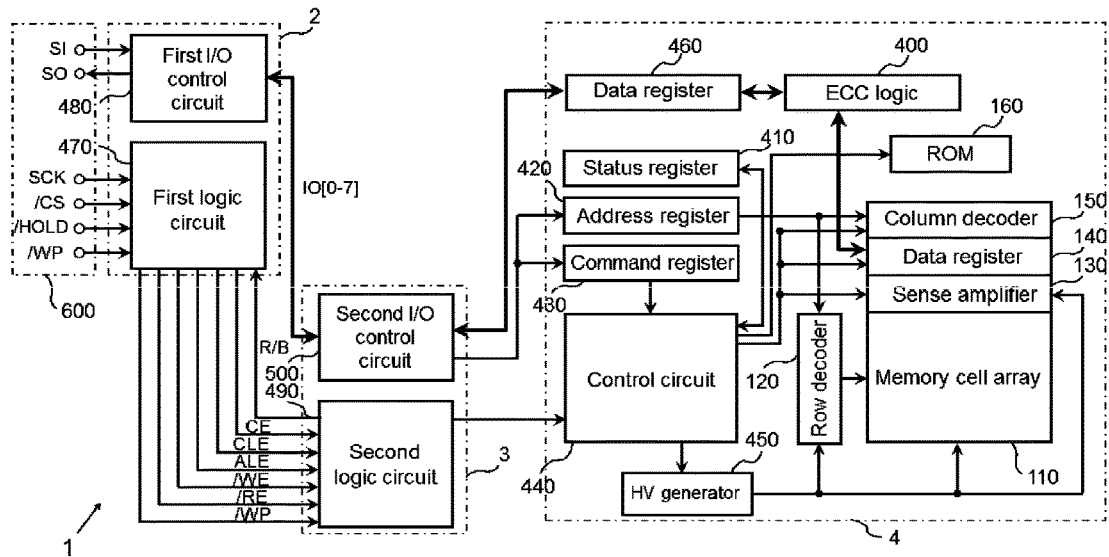 2
SI
SO
480
First I/O
control
circuit
470
SCK
/CS
/HOLD
/WP
First logic
circuit
600
IO[0-7]
R/B
500
490
Second I/O
control
circuit
CE
CLE
ALE
/WE
/RE
/WP
Second
logic circuit
3
1
460
Data register
400
ECC logic
160
ROM
410
Status register
420
Address register
Command register
430
150
Column decoder
140
Data register
130
Sense amplifier
Control circuit
120
Row decoder
Memory cell array
440
450
HV generator
110
4